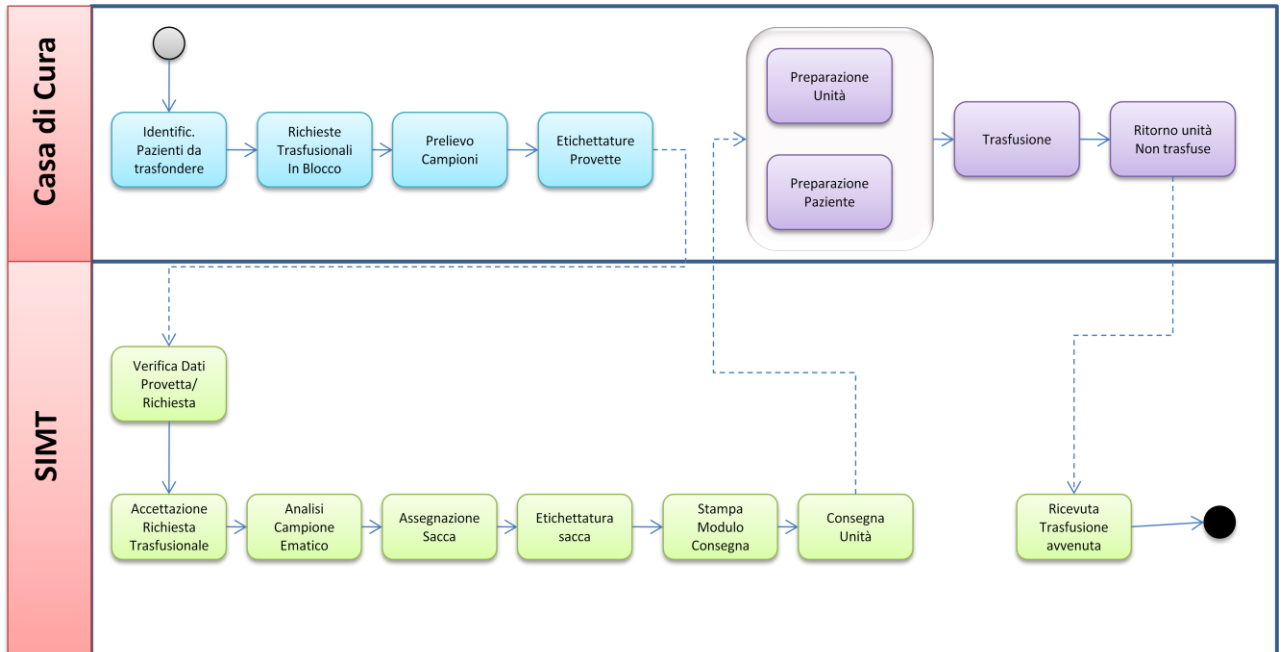 Casa di Cura
Identific.
Pazienti da
trasfondere
Richieste
Trasfusionali
In Blocco
Prelievo
Campioni
Etichettature
Provette
Preparazione
Unità
Preparazione
Paziente
Trasfusione
Ritorno unità
Non trasfuse
SIMT
Verifica Dati
Provetta/
Richiesta
Accettazione
Richiesta
Trasfusionale
Analisi
Campione
Ematico
Assegnazione
Sacca
Etichettatura
sacca
Stampa
Modulo
Consegna
Consegna
Unità
Ricevuta
Trasfusione
avvenuta